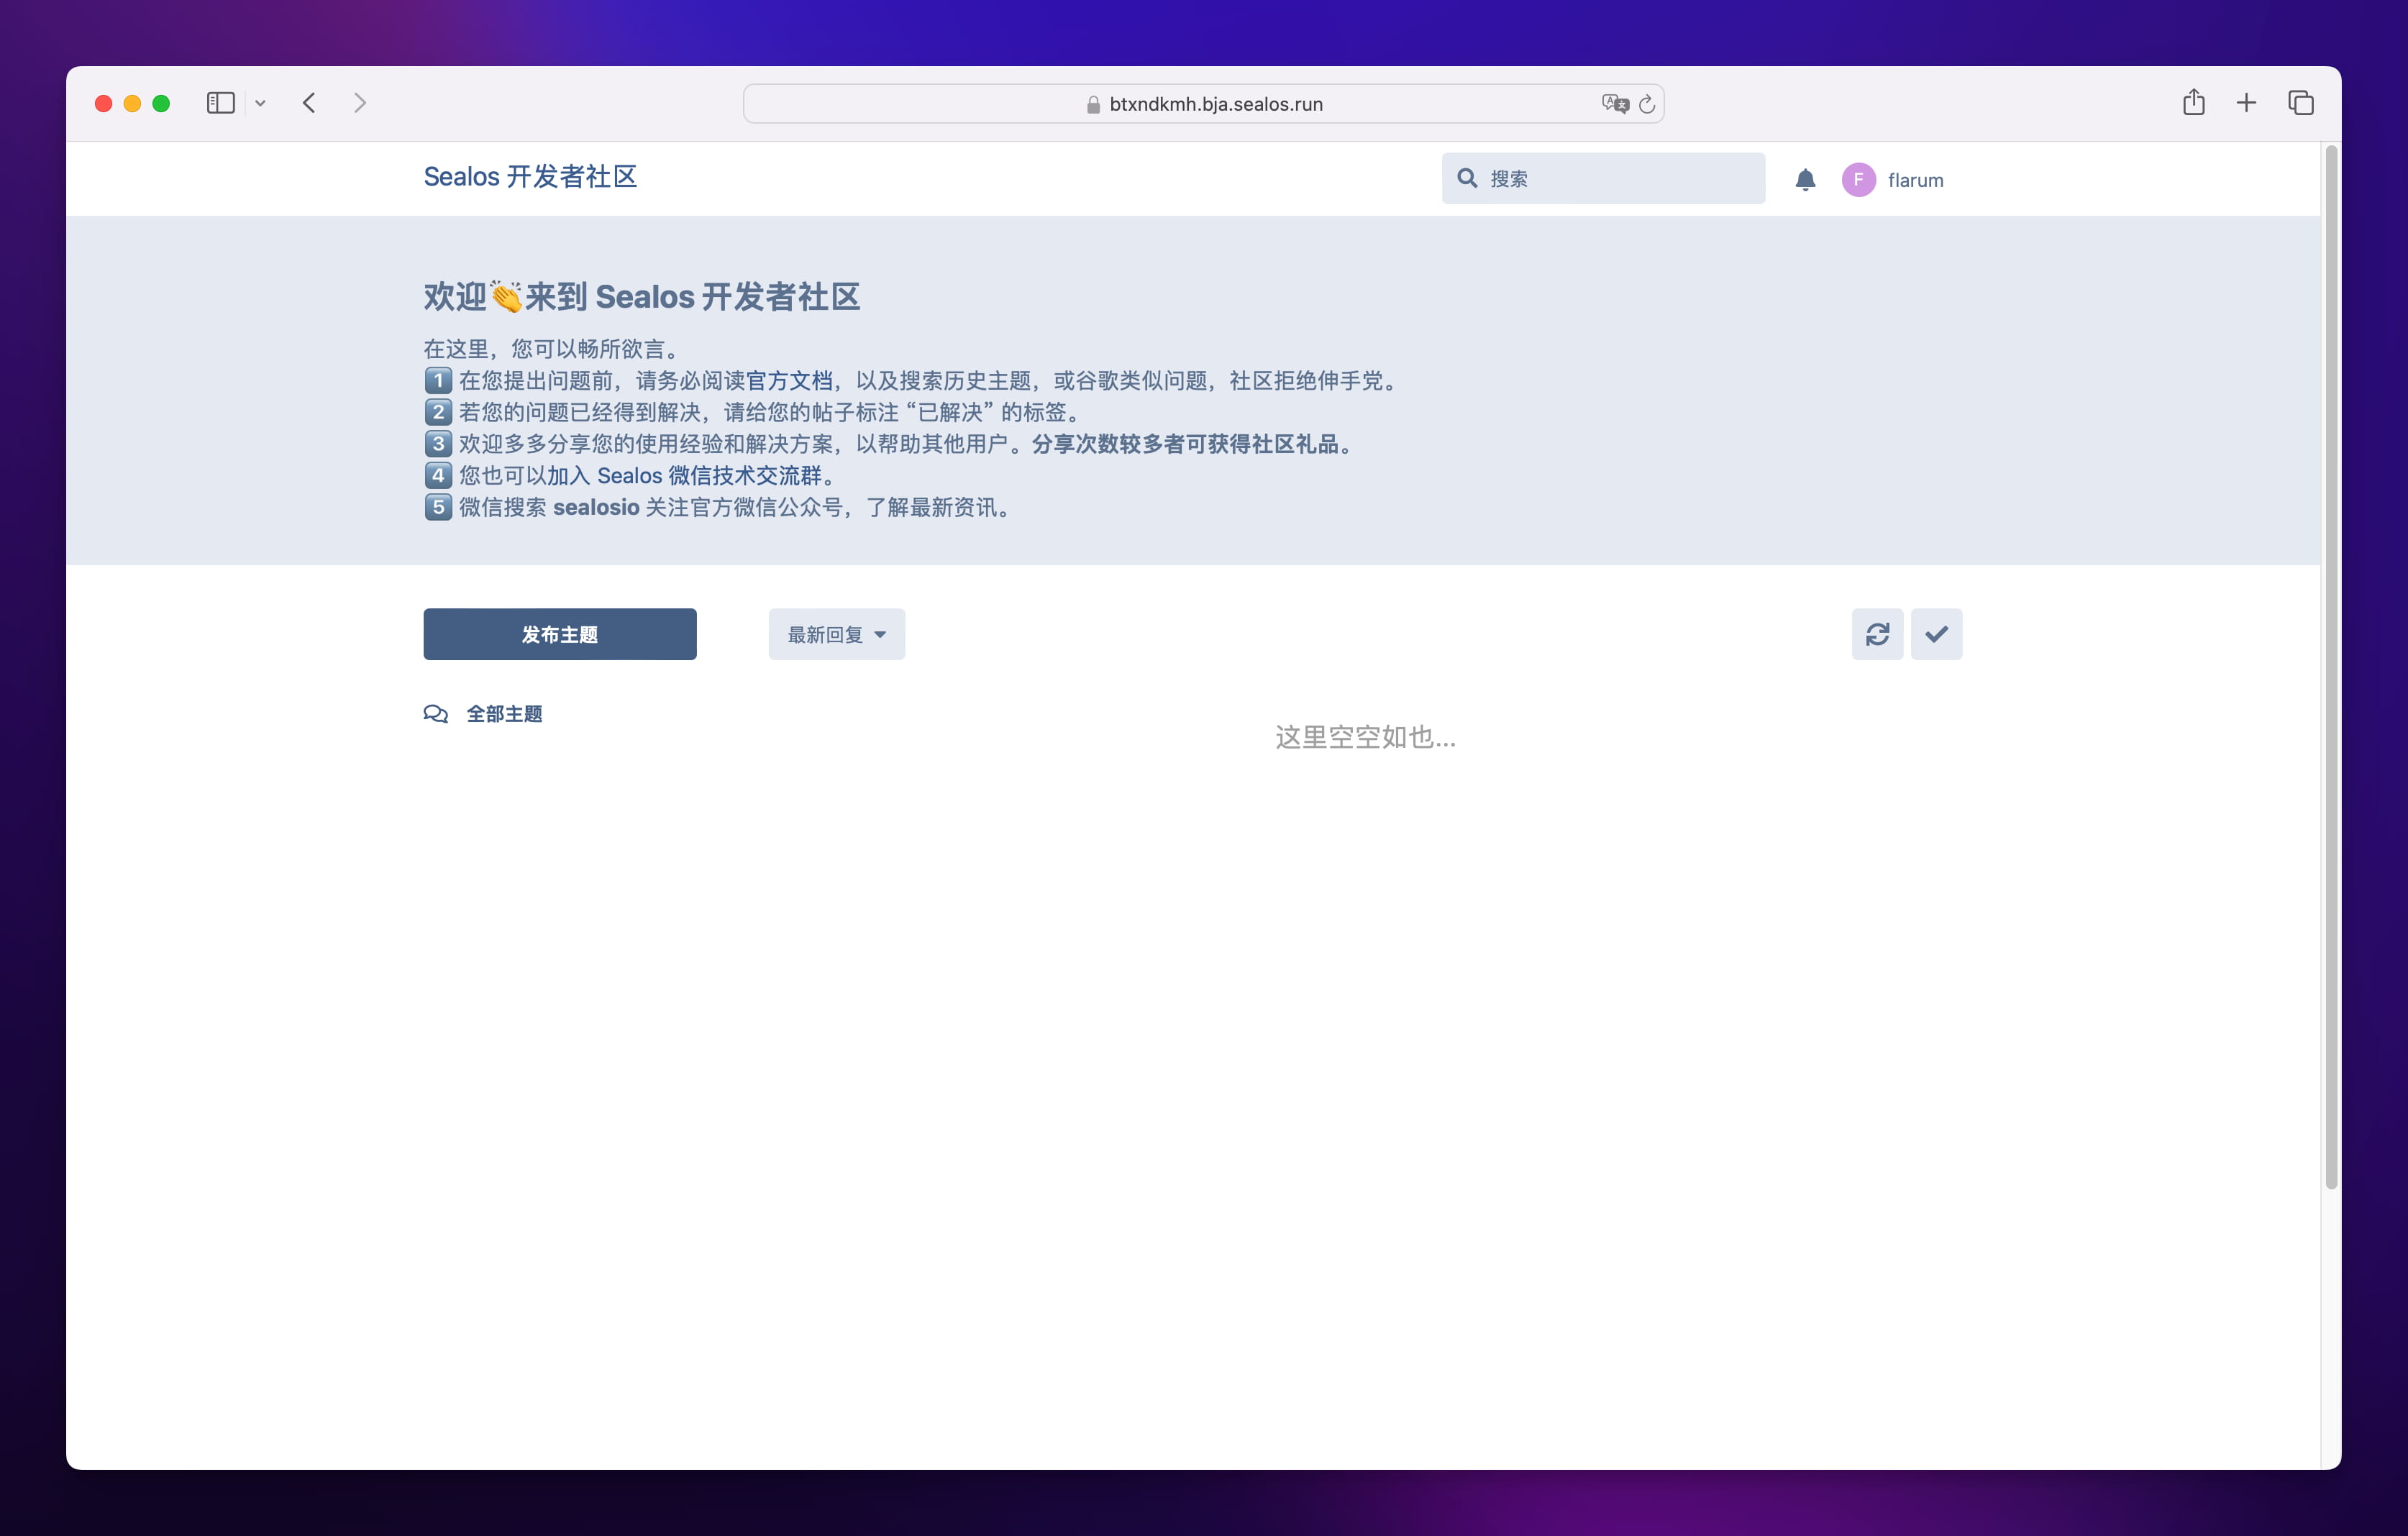 btxndkmh.bja.sealos.run
Sealos 开发者社区
搜索
F flarum
欢迎👏来到 Sealos 开发者社区
在这里，您可以畅所欲言。
1️⃣ 在您提出问题前，请务必阅读官方文档，以及搜索历史主题，或谷歌类似问题，社区拒绝伸手党。
2️⃣ 若您的问题已经得到解决，请给您的帖子标注 “已解决” 的标签。
3️⃣ 欢迎多多分享您的使用经验和解决方案，以帮助其他用户。分享次数较多者可获得社区礼品。
4️⃣ 您也可以加入 Sealos 微信技术交流群。
5️⃣ 微信搜索 sealosio 关注官方微信公众号，了解最新资讯。
发布主题
最新回复
全部主题
这里空空如也...